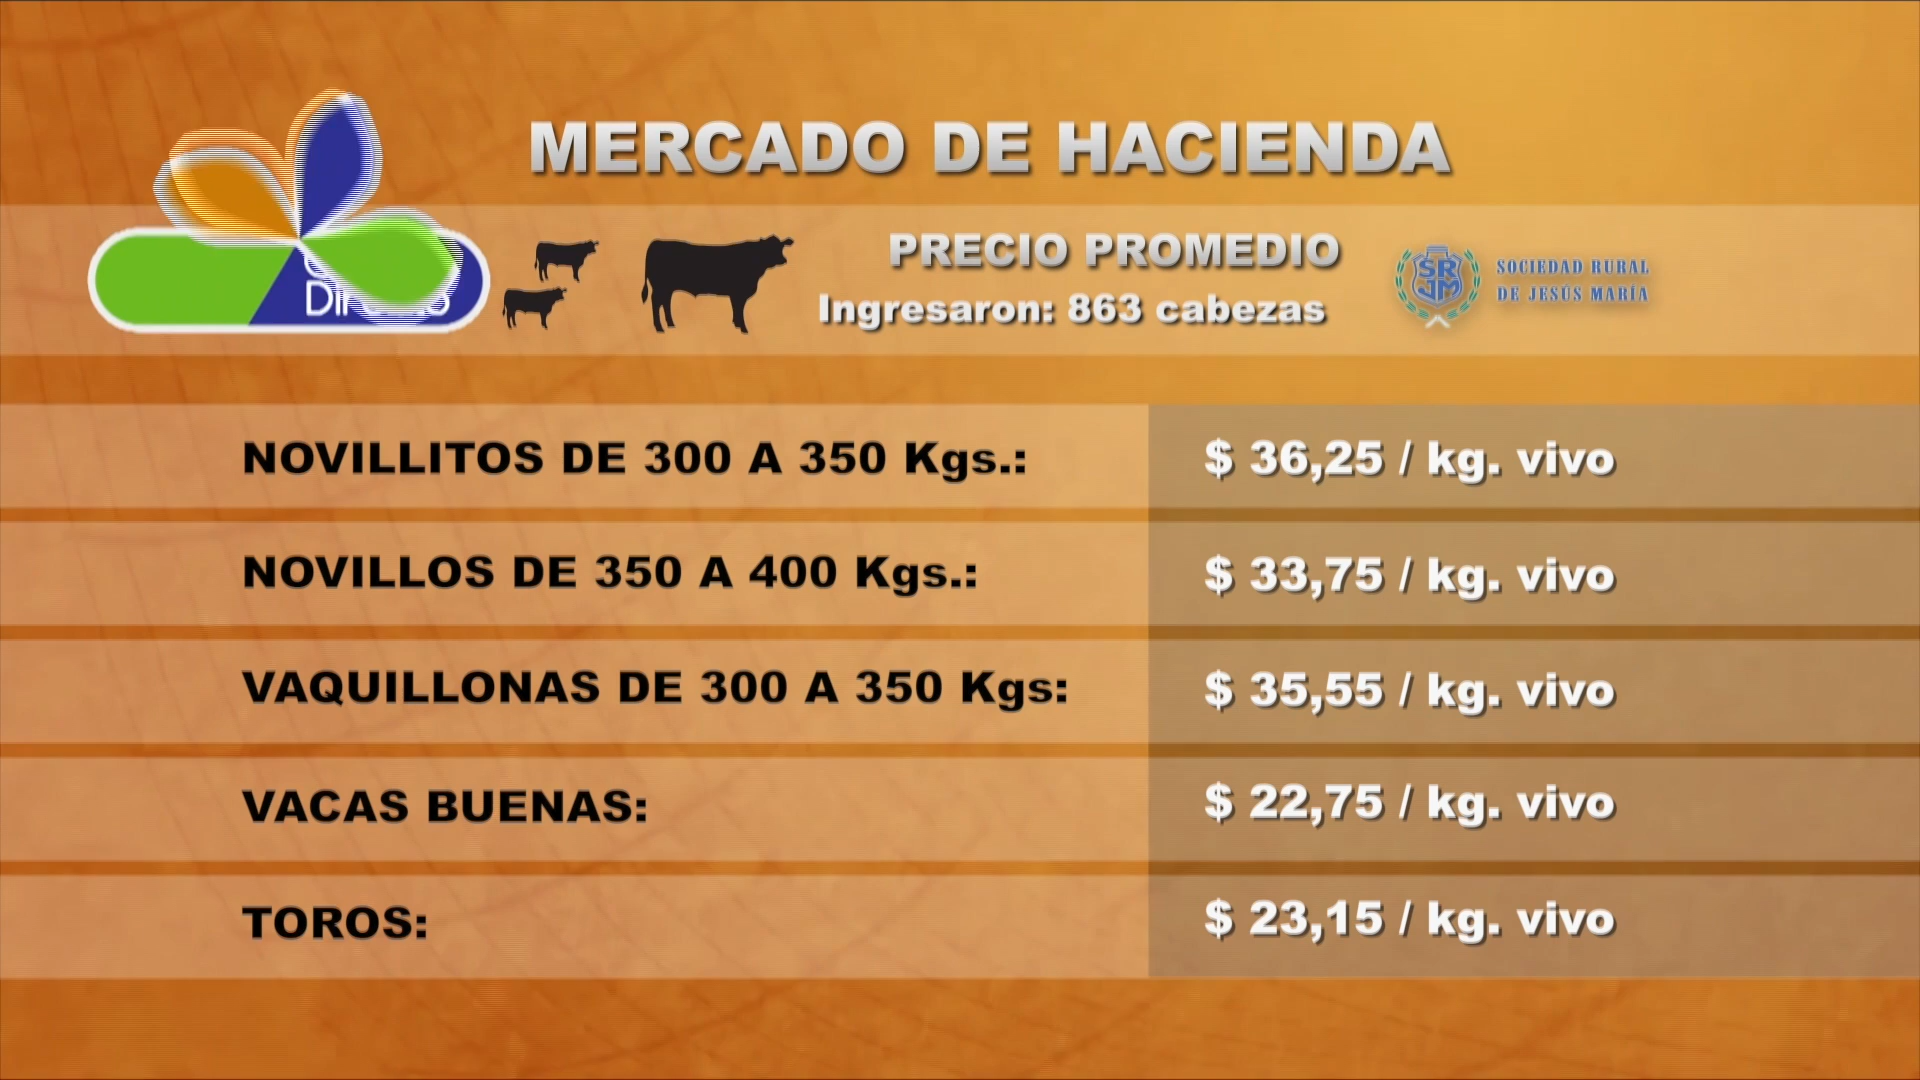 MERCADO DE HACIENDA
PRECIO PROMEDIO
Ingresaron: 863 cabezas
SRJM
SOCIEDAD RURAL
DE JESÚS MARÍA
NOVILLITOS DE 300 A 350 Kgs.: $ 36,25 / kg. vivo
NOVILLOS DE 350 A 400 Kgs.: $ 33,75 / kg. vivo
VAQUILLONAS DE 300 A 350 Kgs: $ 35,55 / kg. vivo
VACAS BUENAS: $ 22,75 / kg. vivo
TOROS: $ 23,15 / kg. vivo